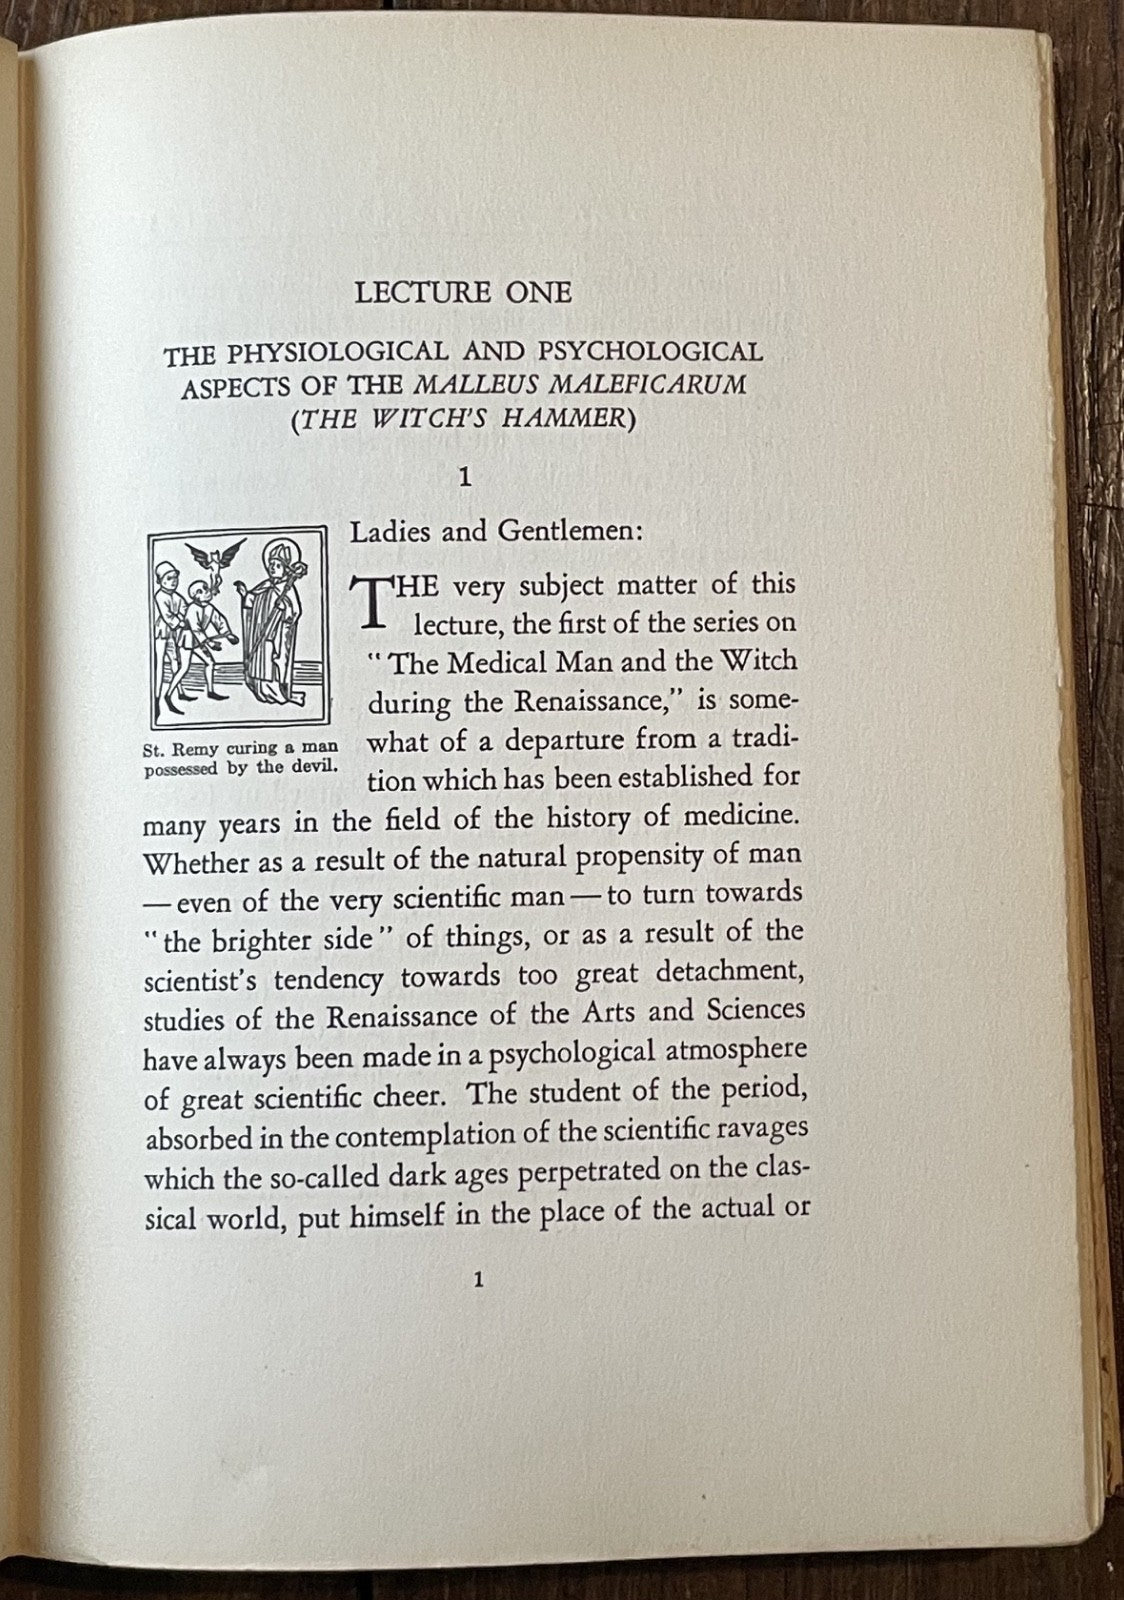 LECTURE ONE
THE PHYSIOLOGICAL AND PSYCHOLOGICAL
ASPECTS OF THE MALLEUS MALEFICARUM
(THE WITCH'S HAMMER)
1
Ladies and Gentlemen:
THE very subject matter of this
lecture, the first of the series on
"The Medical Man and the Witch
during the Renaissance," is some-
what of a departure from a tradi-
tion which has been established for
St. Remy curing a man
possessed by the devil.
many years in the field of the history of medicine.
Whether as a result of the natural propensity of man
—even of the very scientific man—to turn towards
"the brighter side" of things, or as a result of the
scientist's tendency towards too great detachment,
studies of the Renaissance of the Arts and Sciences
have always been made in a psychological atmosphere
of great scientific cheer. The student of the period,
absorbed in the contemplation of the scientific ravages
which the so-called dark ages perpetrated on the clas-
sical world, put himself in the place of the actual or
1